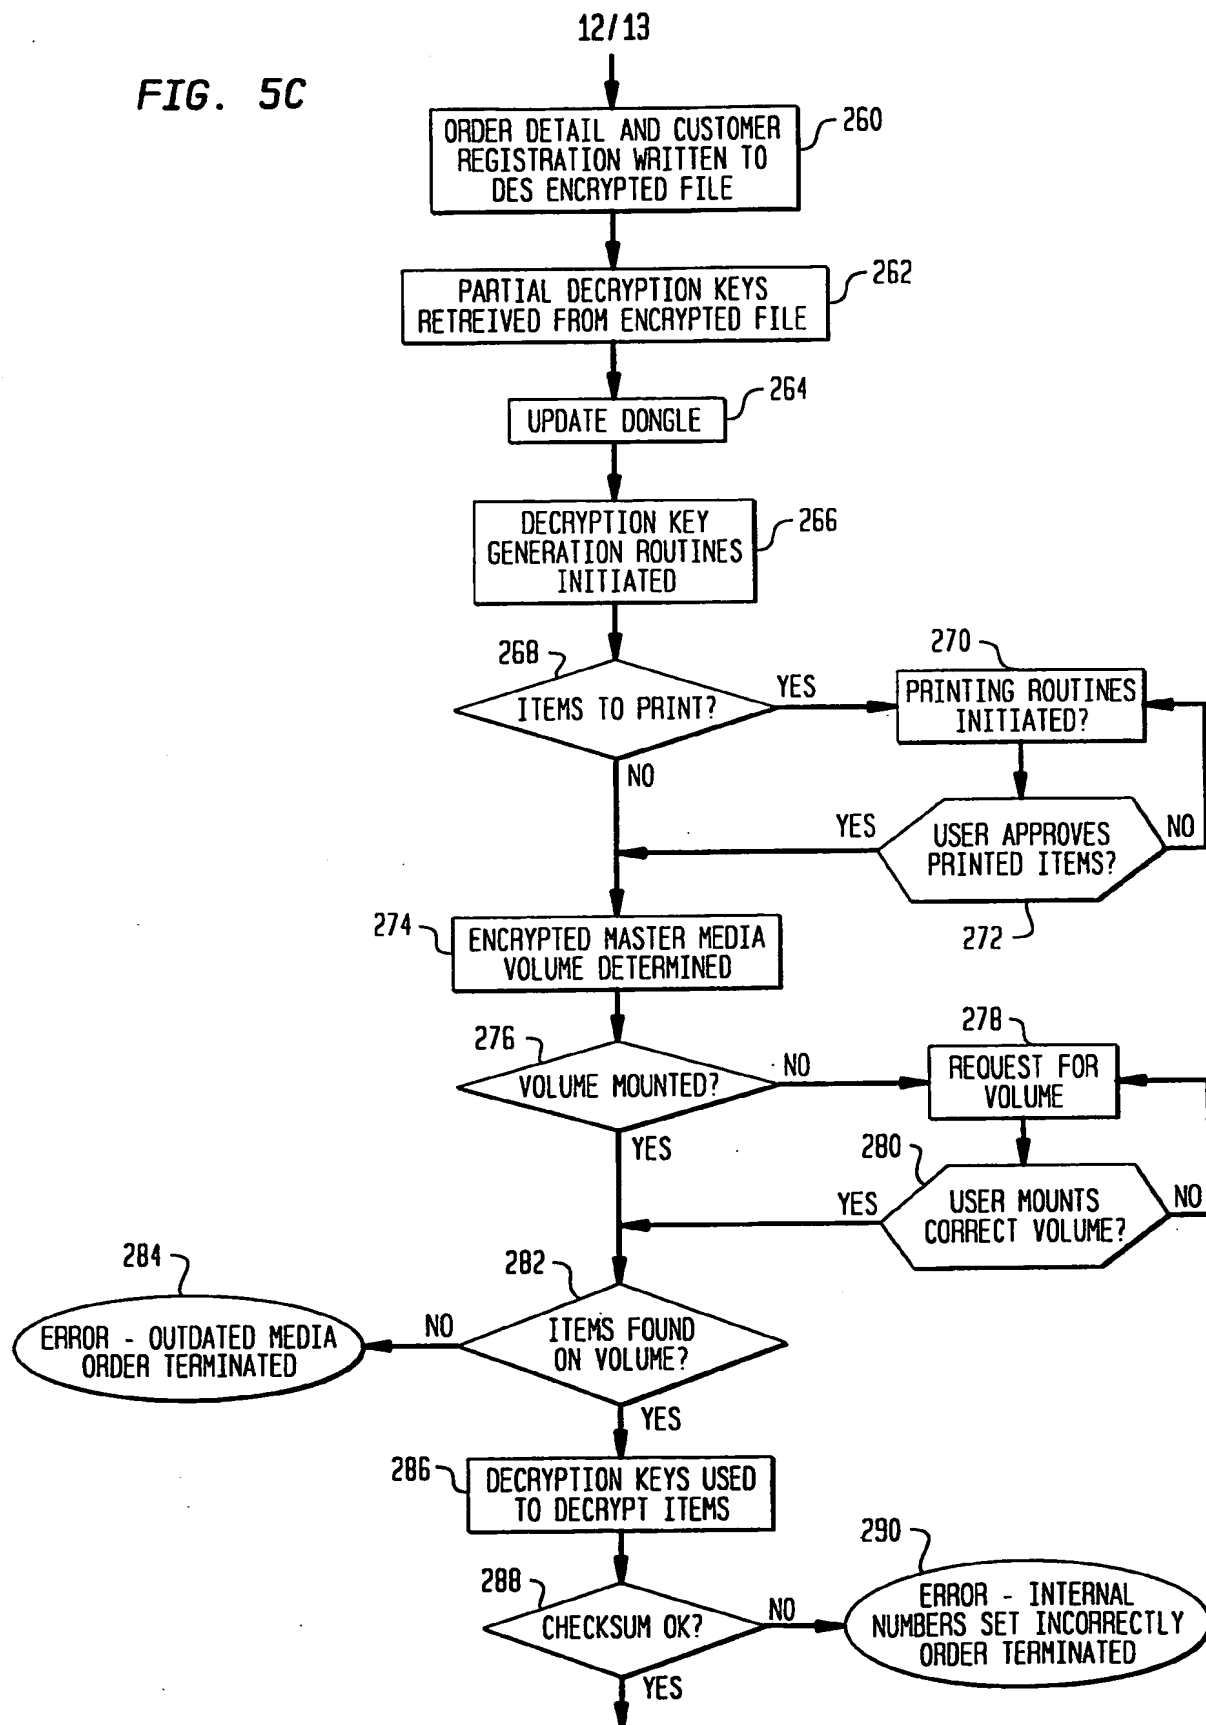 12/13
FIG. 5C
ORDER DETAIL AND CUSTOMER
REGISTRATION WRITTEN TO
DES ENCRYPTED FILE
260
PARTIAL DECRYPTION KEYS
RETREIVED FROM ENCRYPTED FILE
262
UPDATE DONGLE
264
DECRYPTION KEY
GENERATION ROUTINES
INITIATED
266
268
ITEMS TO PRINT?
YES
NO
270
PRINTING ROUTINES
INITIATED?
YES
USER APPROVES
PRINTED ITEMS?
NO
272
274
ENCRYPTED MASTER MEDIA
VOLUME DETERMINED
276
VOLUME MOUNTED?
NO
YES
278
REQUEST FOR
VOLUME
280
YES
USER MOUNTS
CORRECT VOLUME?
NO
282
ITEMS FOUND
ON VOLUME?
NO
YES
284
ERROR - OUTDATED MEDIA
ORDER TERMINATED
286
DECRYPTION KEYS USED
TO DECRYPT ITEMS
288
CHECKSUM OK?
NO
YES
290
ERROR - INTERNAL
NUMBERS SET INCORRECTLY
ORDER TERMINATED